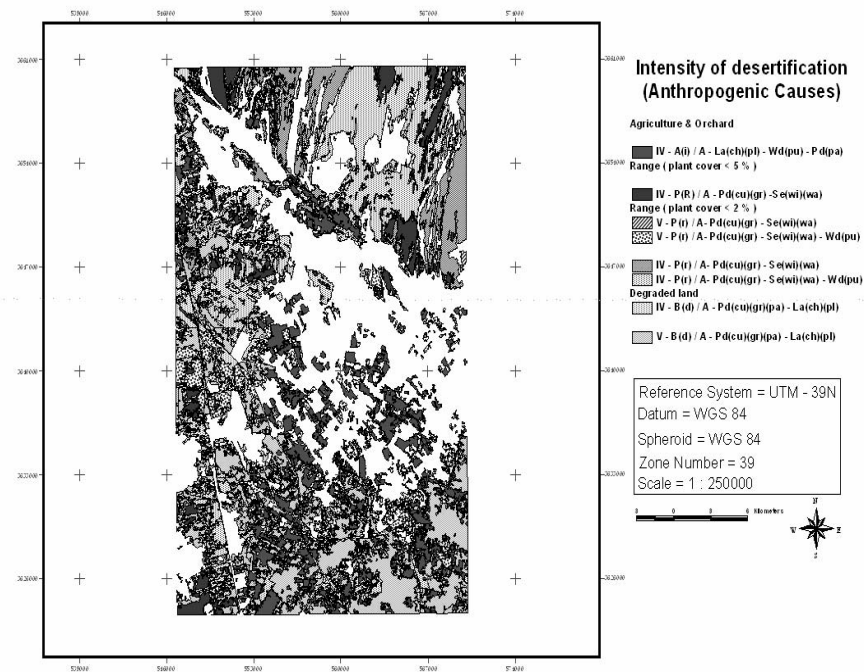 Intensity of desertification
(Anthropogenic Causes)
Agriculture & Orchard
IV - A(i) / A - La(ch)(pl) - Wd(pu) - Pd(pa)
Range ( plant cover < 5 % )
IV - P(R) / A - Pd(cu)(gr) -Se(wi)(wa)
Range ( plant cover < 2 % )
V - P(r) / A-Pd(cu)(gr) - Se(wi)(wa)
V - P(r) / A-Pd(cu)(gr) - Se(wi)(wa) - Wd(pu)
IV - P(r) / A- Pd(cu)(gr) - Se(wi)(wa)
IV - P(r) / A- Pd(cu)(gr) - Se(wi)(wa) - Wd(pu)
Degraded land
IV - B(d) / A - Pd(cu)(gr)(pa) - La(ch)(pl)
V - B(d) / A - Pd(cu)(gr)(pa) - La(ch)(pl)
Reference System = UTM - 39N
Datum = WGS 84
Spheroid = WGS 84
Zone Number = 39
Scale = 1 : 250000
Kilometers
N
W
E
S